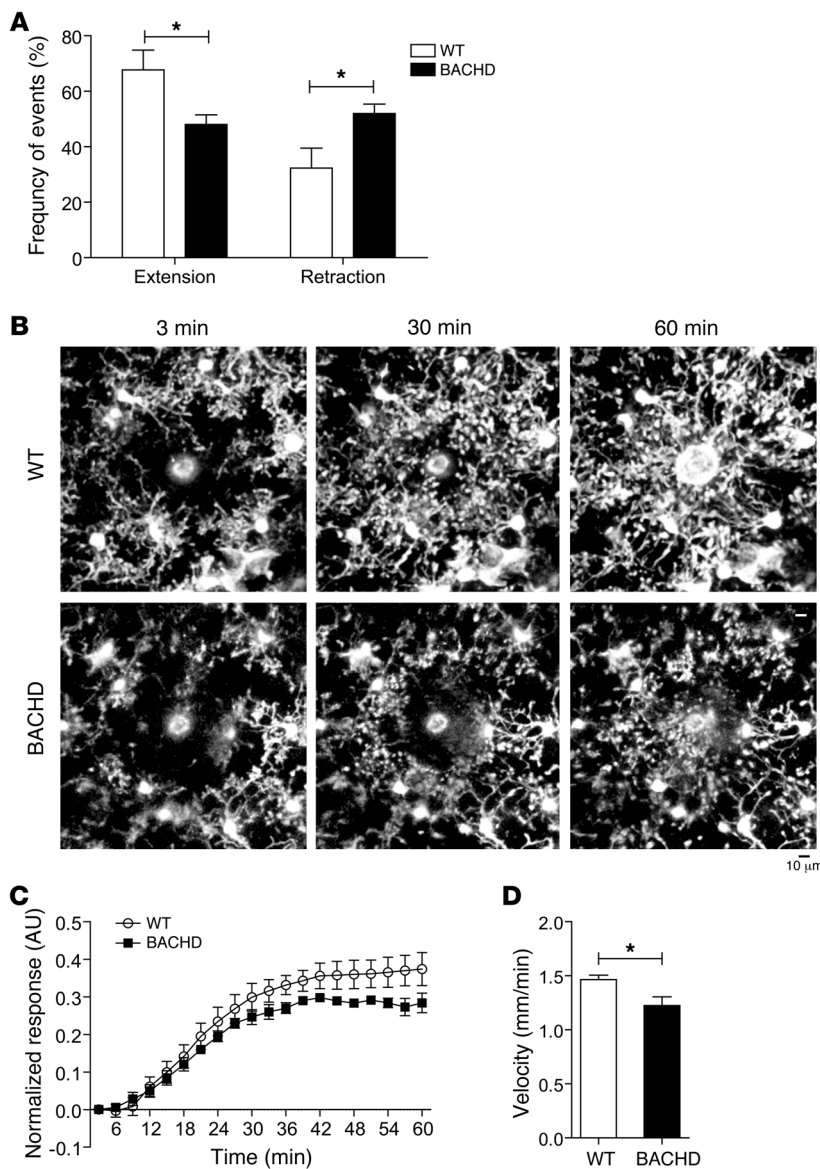 A
80
60
40
20
0
Frequncy of events (%)
*
*
WT
BACHD
Extension
Retraction
B
3 min
30 min
60 min
WT
BACHD
10 μm
C
WT
BACHD
0.5
0.4
0.3
0.2
0.1
0.0
-0.1
Normalized response (AU)
6 12 18 24 30 36 42 48 54 60
Time (min)
D
2.0
1.5
1.0
0.5
0.0
Velocity (mm/min)
*
WT
BACHD